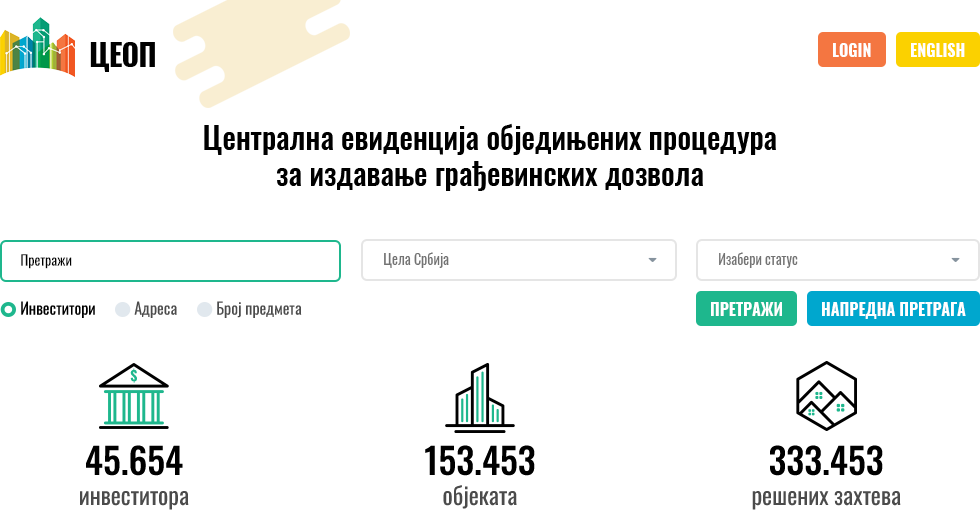 ЦЕОП
LOGIN
ENGLISH
Централна евиденција обједињених процедура
за издавање грађевинских дозвола
Претражи
Цела Србија
Изабери статус
Инвеститори
Адреса
Број предмета
ПРЕТРАЖИ
НАПРЕДНА ПРЕТРАГА
$
45.654
153.453
333.453
инвеститора
објеката
решених захтева